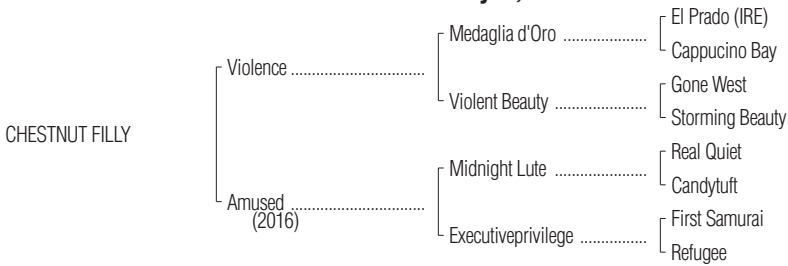 El Prado (IRE)
Medaglia d'Oro ....................
Cappucino Bay
Violence ................................
Gone West
Violent Beauty ......................
Storming Beauty
CHESTNUT FILLY
Real Quiet
Midnight Lute ......................
Candytuft
Amused ................................
(2016)
First Samurai
Executiveprivilege ................
Refugee